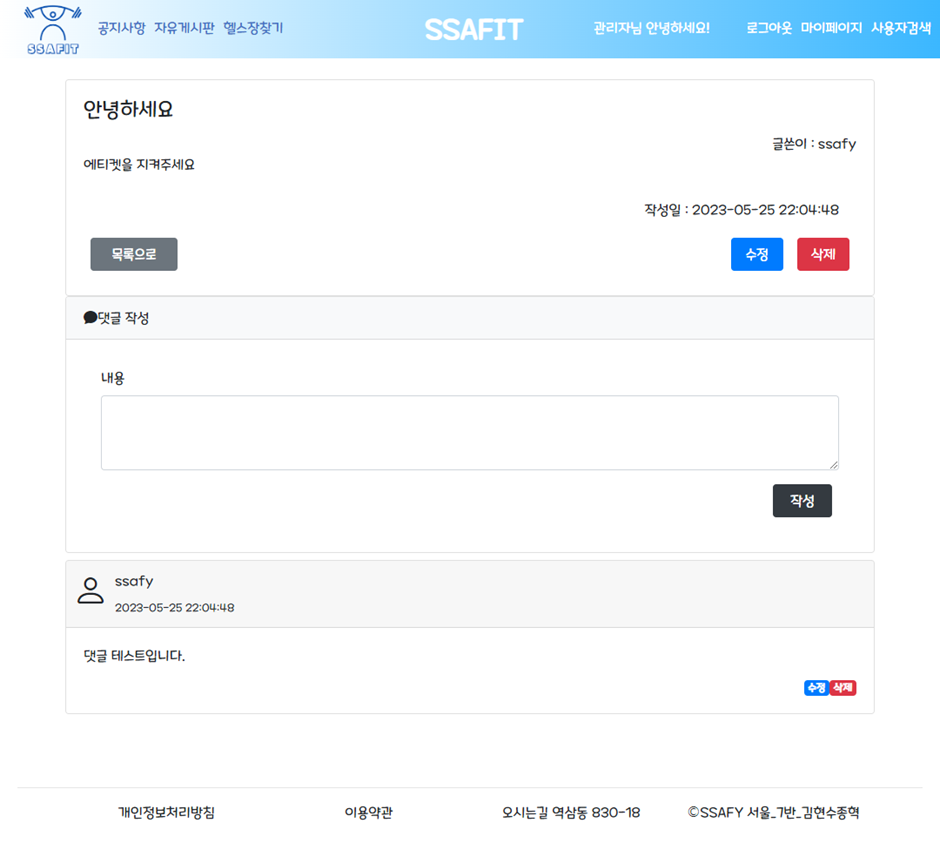 SSAFIT
공지사항 자유게시판 헬스장찾기
SSAFIT
관리자님 안녕하세요!
로그아웃 마이페이지 사용자검색
안녕하세요
글쓴이 : ssafy
에티켓을 지켜주세요
작성일 : 2023-05-25 22:04:48
목록으로
수정 삭제
댓글 작성
내용
작성
ssafy
2023-05-25 22:04:48
댓글 테스트입니다.
수정 삭제
개인정보처리방침 이용약관 오시는길 역삼동 830-18 ©SSAFY 서울_7반_김현수종혁